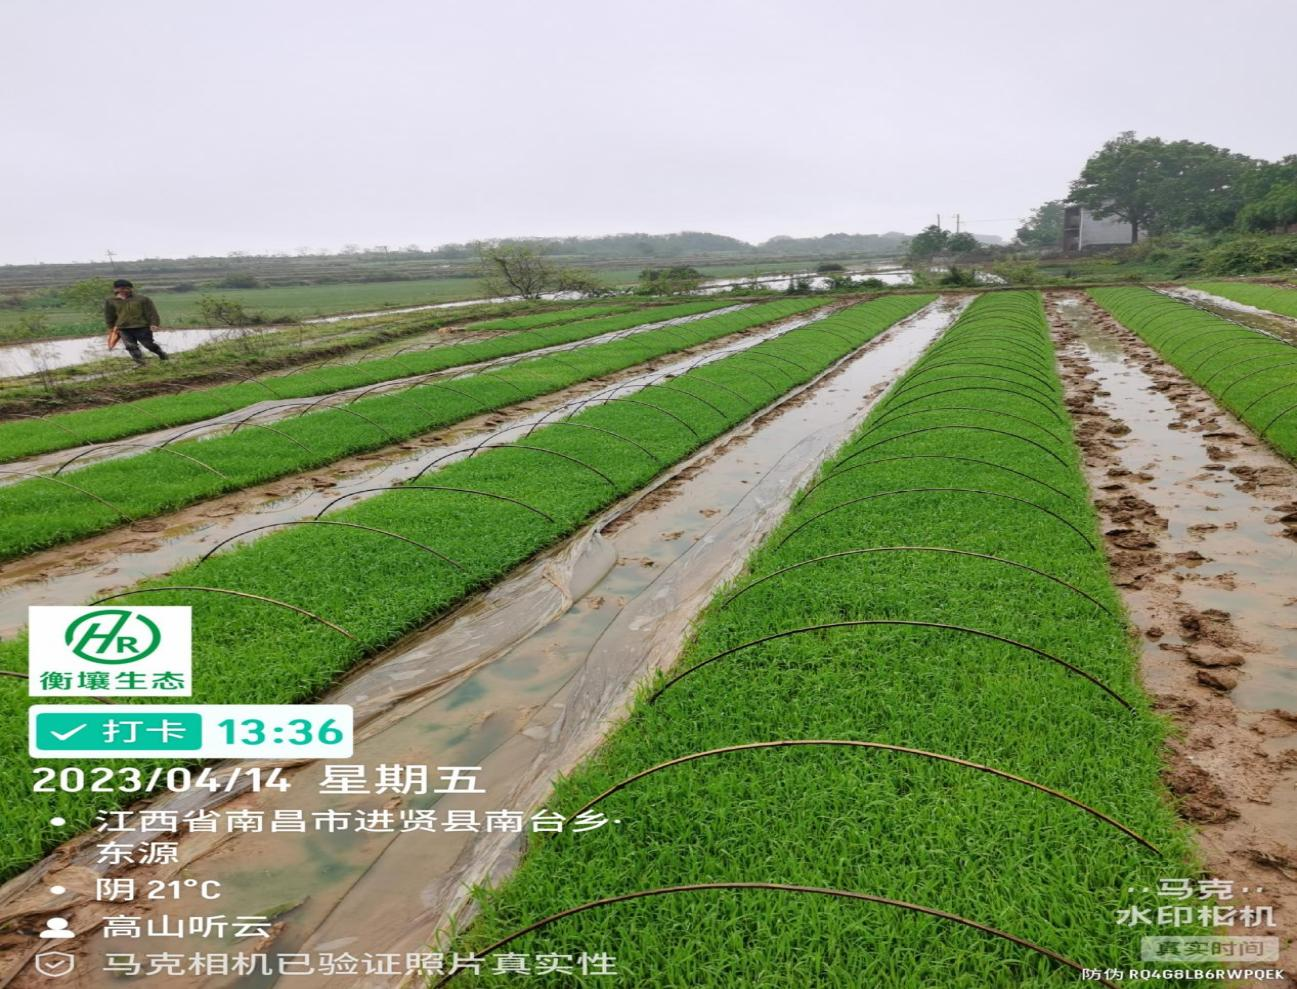 HR
衡壤生态
打卡 13:36
2023/04/14 星期五
江西省南昌市进贤县南台乡·
东源
阴 21°C
高山听云
马克相机已验证照片真实性
马克
水印相机
真实时间
防伪 RO4G8LB6RWPQEK